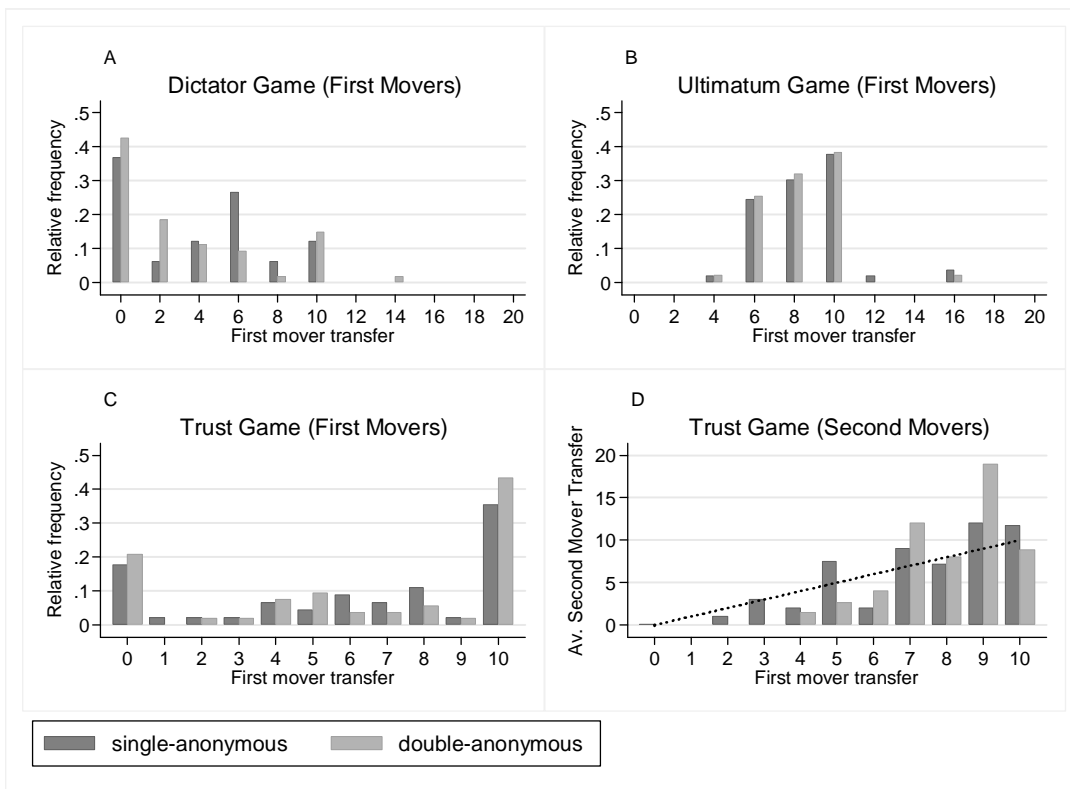 A
Dictator Game (First Movers)
Relative frequency
.5
.4
.3
.2
.1
0
0 2 4 6 8 10 12 14 16 18 20
First mover transfer
B
Ultimatum Game (First Movers)
Relative frequency
.5
.4
.3
.2
.1
0
0 2 4 6 8 10 12 14 16 18 20
First mover transfer
C
Trust Game (First Movers)
Relative frequency
.5
.4
.3
.2
.1
0
0 1 2 3 4 5 6 7 8 9 10
First mover transfer
D
Trust Game (Second Movers)
Av. Second Mover Transfer
20
15
10
5
0
0 1 2 3 4 5 6 7 8 9 10
First mover transfer
single-anonymous double-anonymous